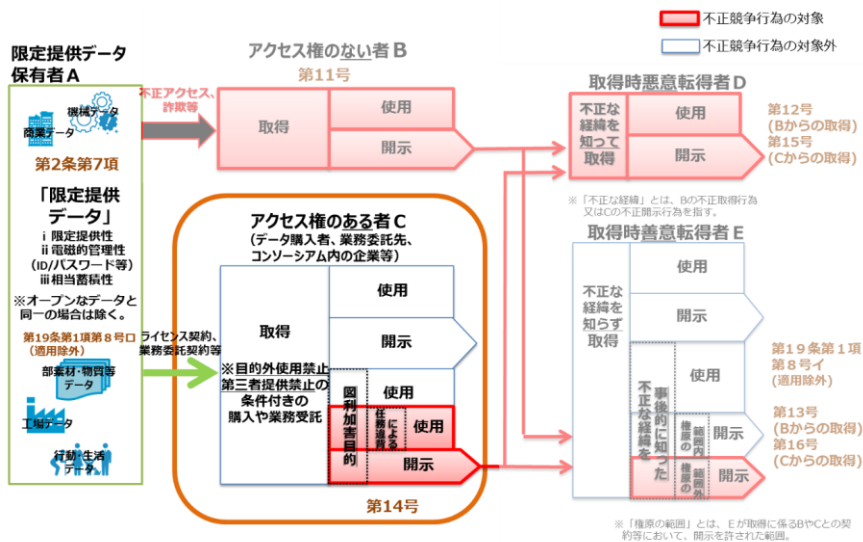 不正競争行為の対象
不正競争行為の対象外
限定提供データ
保有者A
機械データ
商業データ
第2条第7項
「限定提供
データ」
ⅰ 限定提供性
ⅱ 電磁的管理性
(ID/パスワード等)
ⅲ 相当蓄積性
※オープンなデータと
同一の場合は除く。
第19条第1項第8号ロ
(適用除外)
部素材・物質等
データ
工場データ
行動・生活
データ
不正アクセス、
詐欺等
ライセンス契約、
業務委託契約等
アクセス権のない者B
第11号
取得
使用
開示
アクセス権のある者C
(データ購入者、業務委託先、
コンソーシアム内の企業等)
取得
※目的外使用禁止
第三者提供禁止の
条件付きの
購入や業務受託
使用
開示
使用
図利加害目的
任務違背
による
使用
開示
第14号
取得時悪意転得者D
不正な
経緯を
知って
取得
使用
開示
第12号
(Bからの取得)
第15号
(Cからの取得)
※「不正な経緯」とは、Bの不正取得行為
又はCの不正開示行為を指す。
取得時善意転得者E
不正な
経緯を
知らず
取得
使用
開示
使用
不正な経緯を
事後的に知った
権原の
範囲内
開示
権原の
範囲外
開示
第19条第1項
第8号イ
(適用除外)
第13号
(Bからの取得)
第16号
(Cからの取得)
※「権原の範囲」とは、Eが取得に係るBやCとの契
約等において、開示を許された範囲。